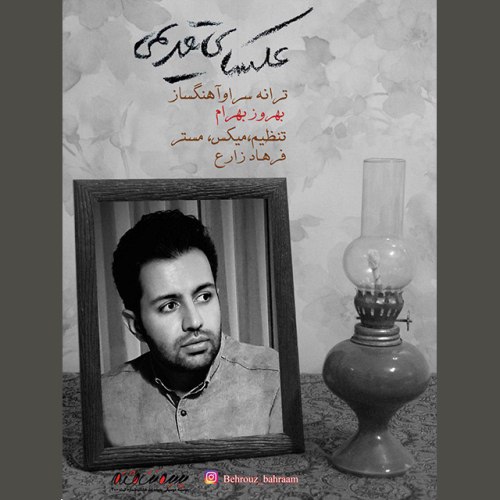 عکسای قدیمی
ترانه سرا و آهنگساز
بهروز بهرام
تنظیم،میکس، مستر
فرهاد زارع
Behrouz_bahraam